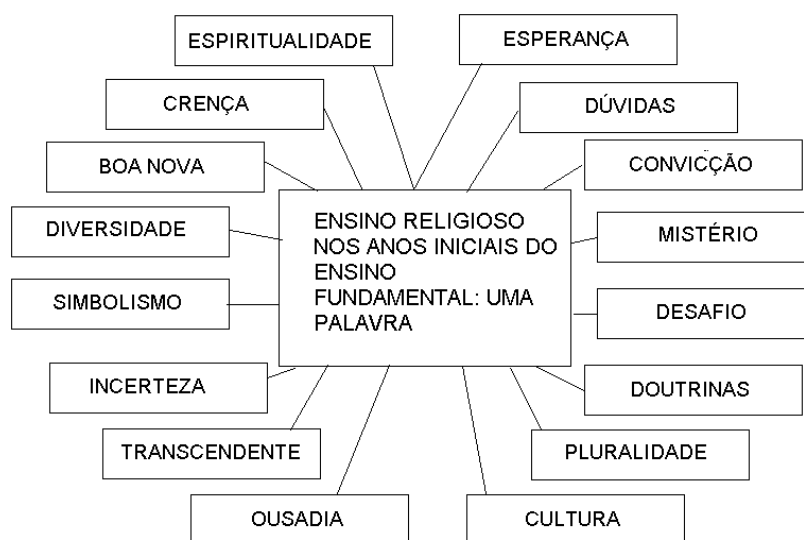 ESPIRITUALIDADE
ESPERANÇA
CRENÇA
DÚVIDAS
BOA NOVA
CONVICÇÃO
DIVERSIDADE
ENSINO RELIGIOSO
NOS ANOS INICIAIS DO
ENSINO
FUNDAMENTAL: UMA
PALAVRA
MISTÉRIO
SIMBOLISMO
DESAFIO
INCERTEZA
DOUTRINAS
TRANSCENDENTE
PLURALIDADE
OUSADIA
CULTURA